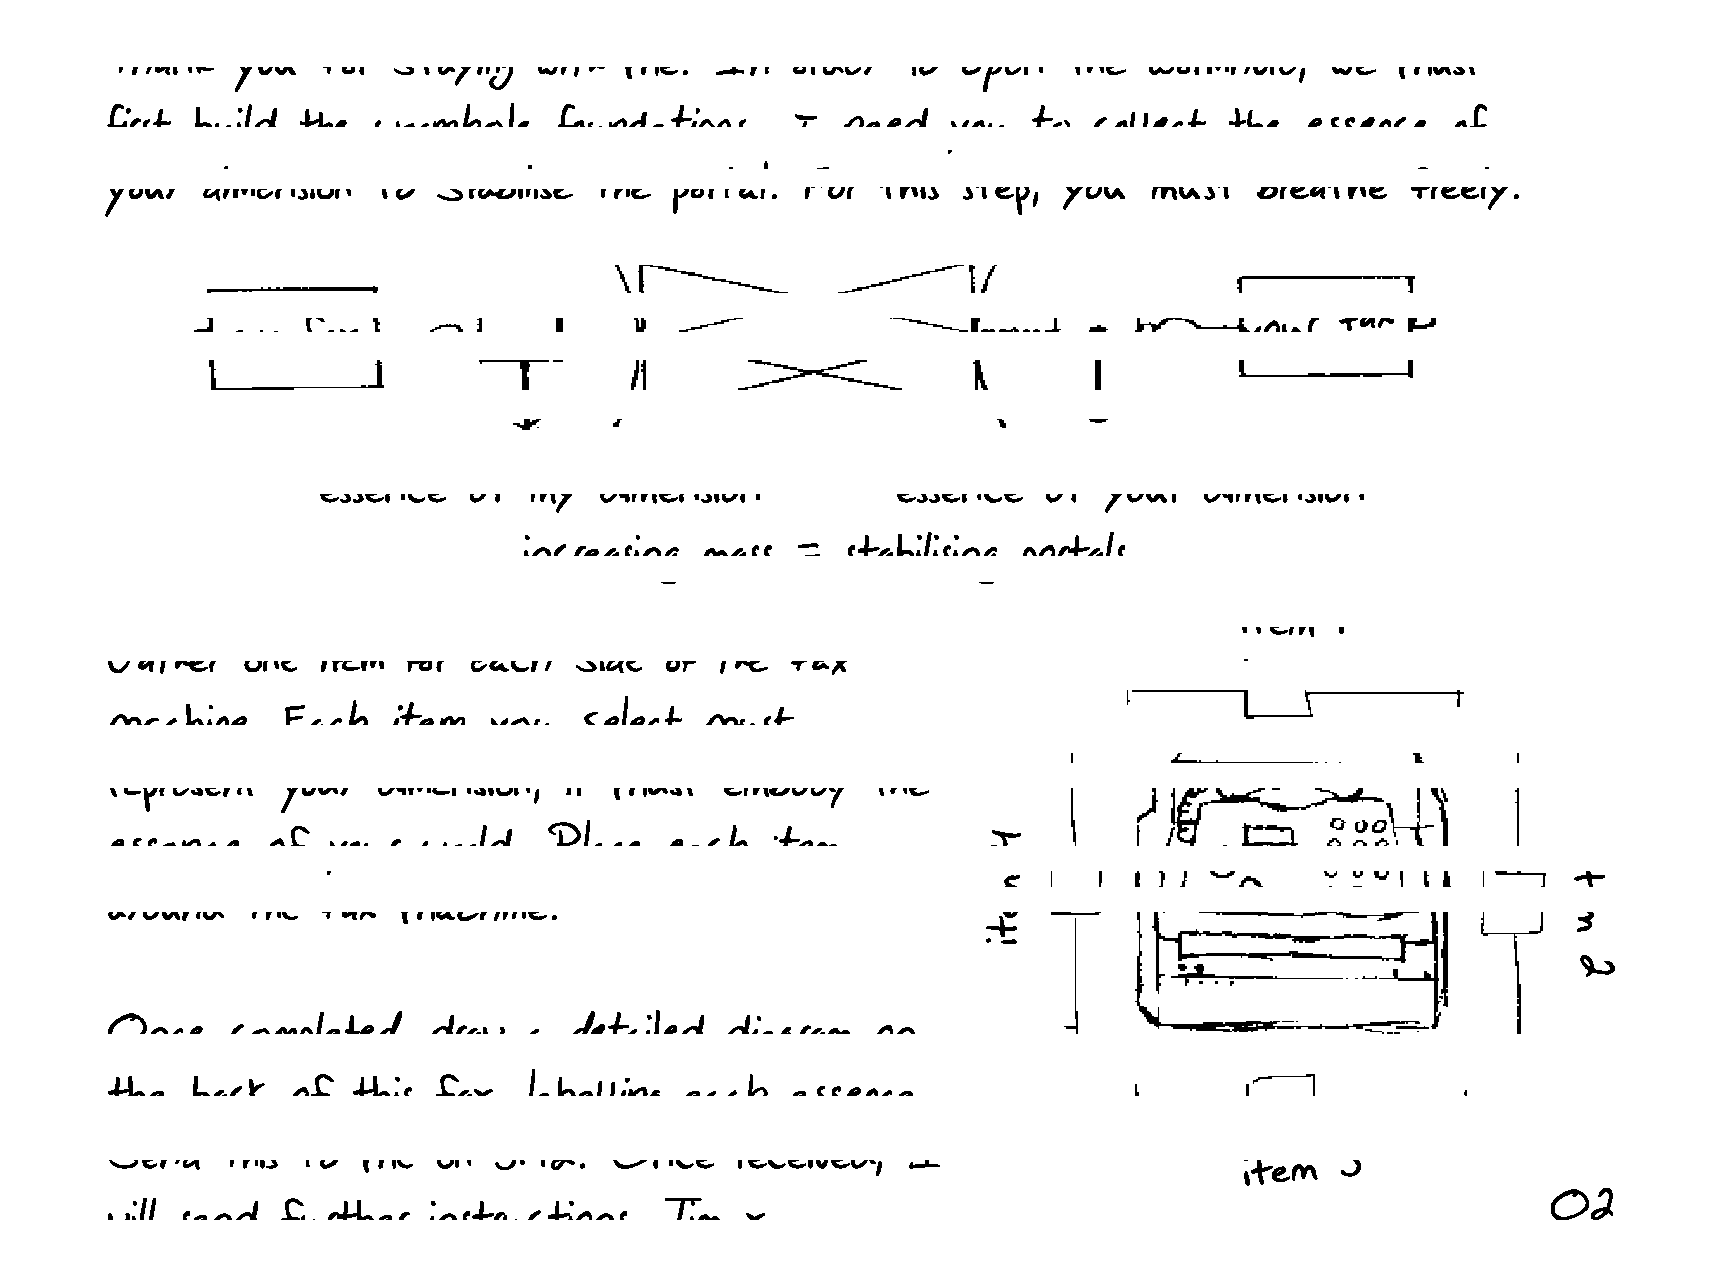 Thank you for staying with me. In order to open the wormhole, we must
first build the wormhole foundations. I need you to collect the essence of
your dimension to stabilise the portal. For this step, you must breathe freely.
your fax
essence of my dimension essence of your dimension
increasing mass = stabilising portals
item 1
Gather one item for each side of the fax
machine. Each item you select must
represent your dimension, it must embody the
essence of your world. Place each item
around the fax machine.
item 4
item 2
Once completed draw a detailed diagram on
the back of this fax labelling each essence.
Send this to me on Once received, I
will send further instructions. Tim x
item 3
02